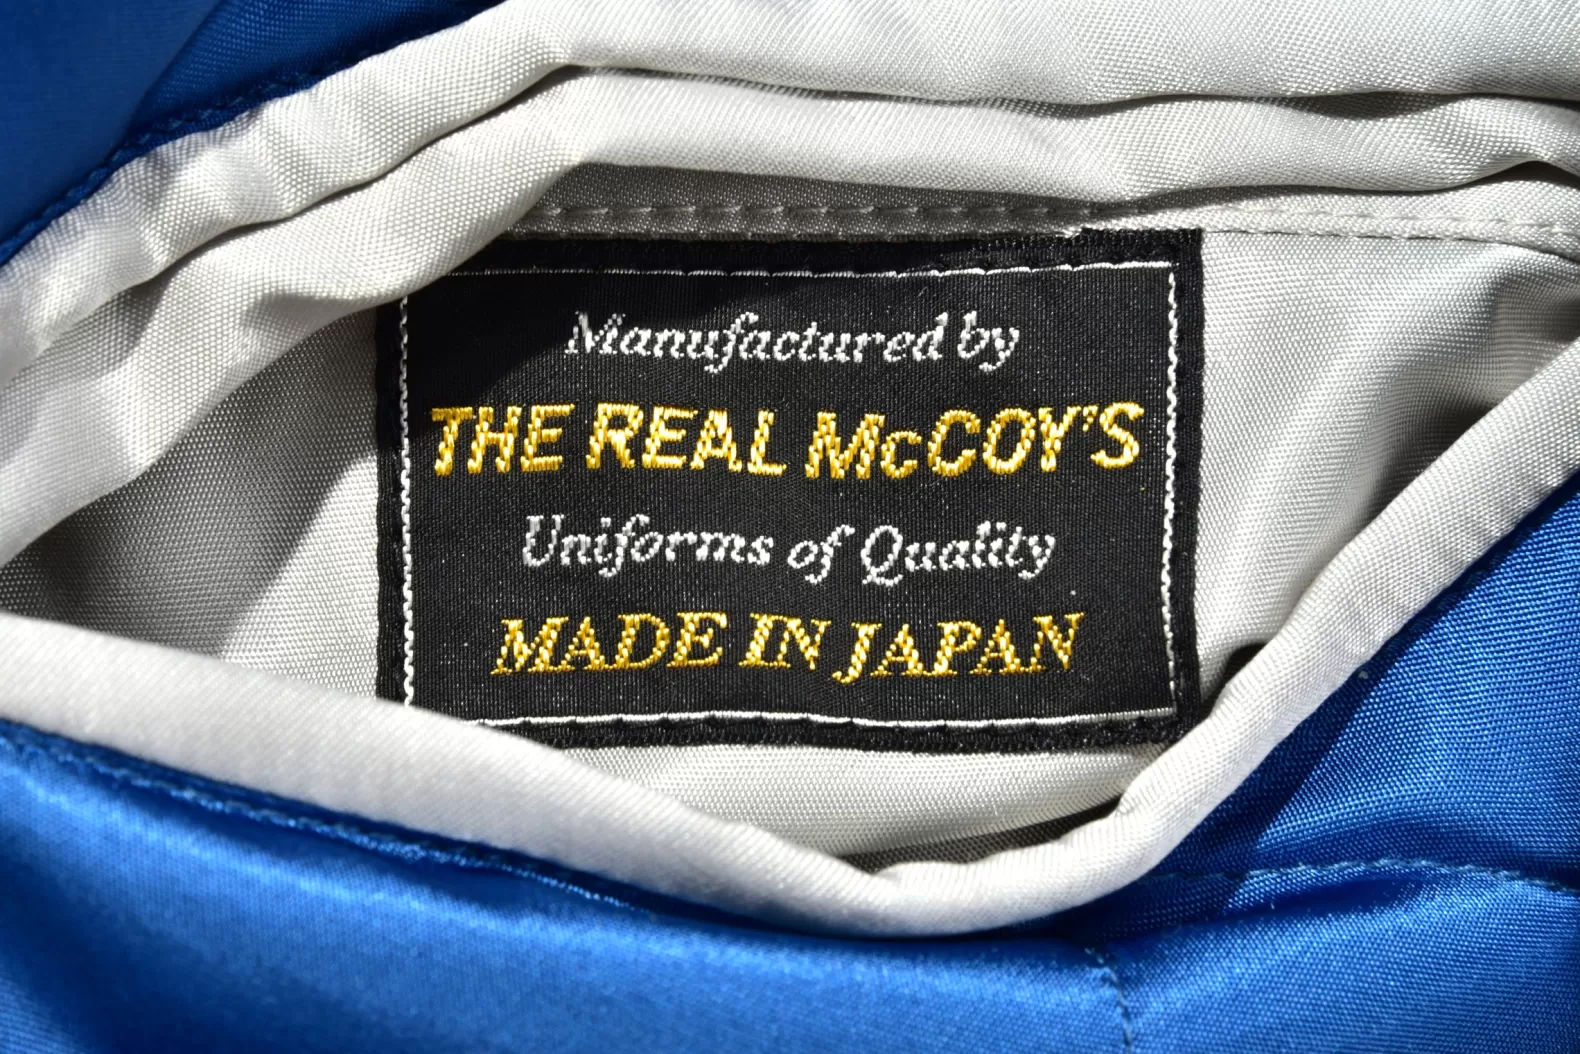 Manufactured by
THE REAL McCOY'S
Uniforms of Quality
MADE IN JAPAN